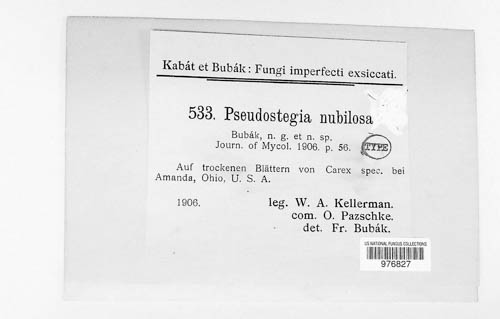 Kabát et Bubák: Fungi imperfecti exsiccati.
533. Pseudostegia nubilosa
Bubák, n. g. et n. sp.
Journ. of Mycol. 1906. p. 56.
TYPE
Auf trockenen Blättern von Carex spec. bei
Amanda, Ohio, U. S. A.
1906.
leg. W. A. Kellerman.
com. O. Pazschke.
det. Fr. Bubák.
US NATIONAL FUNGUS COLLECTIONS
976827